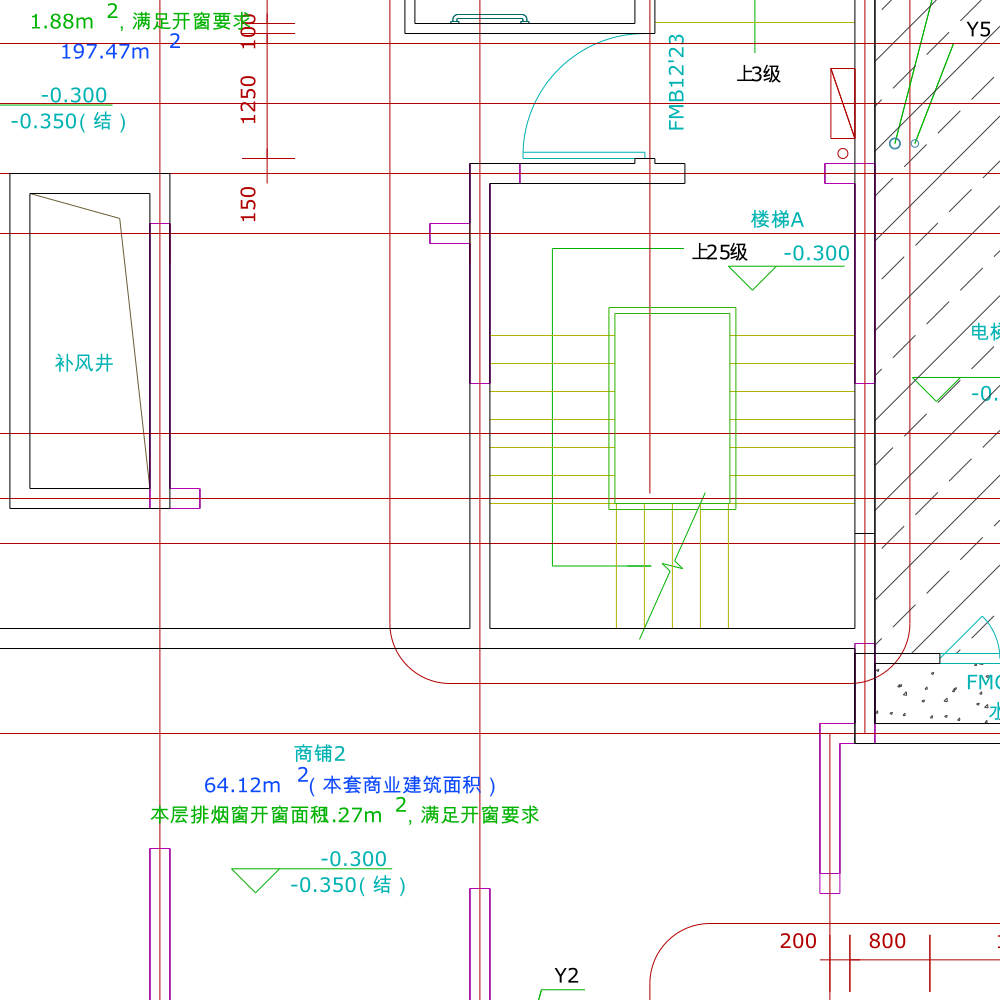 1.88m 2, 满足开窗要求
197.47m 2
-0.300
-0.350( 结 )
100
1250
150
FMB12'23
上3级
Y5
楼梯A
上25级
-0.300
补风井
电梯
-0.
FMC
水
商铺2
64.12m 2( 本套商业建筑面积 )
本层排烟窗开窗面积1.27m 2, 满足开窗要求
-0.300
-0.350( 结 )
200
800
Y2